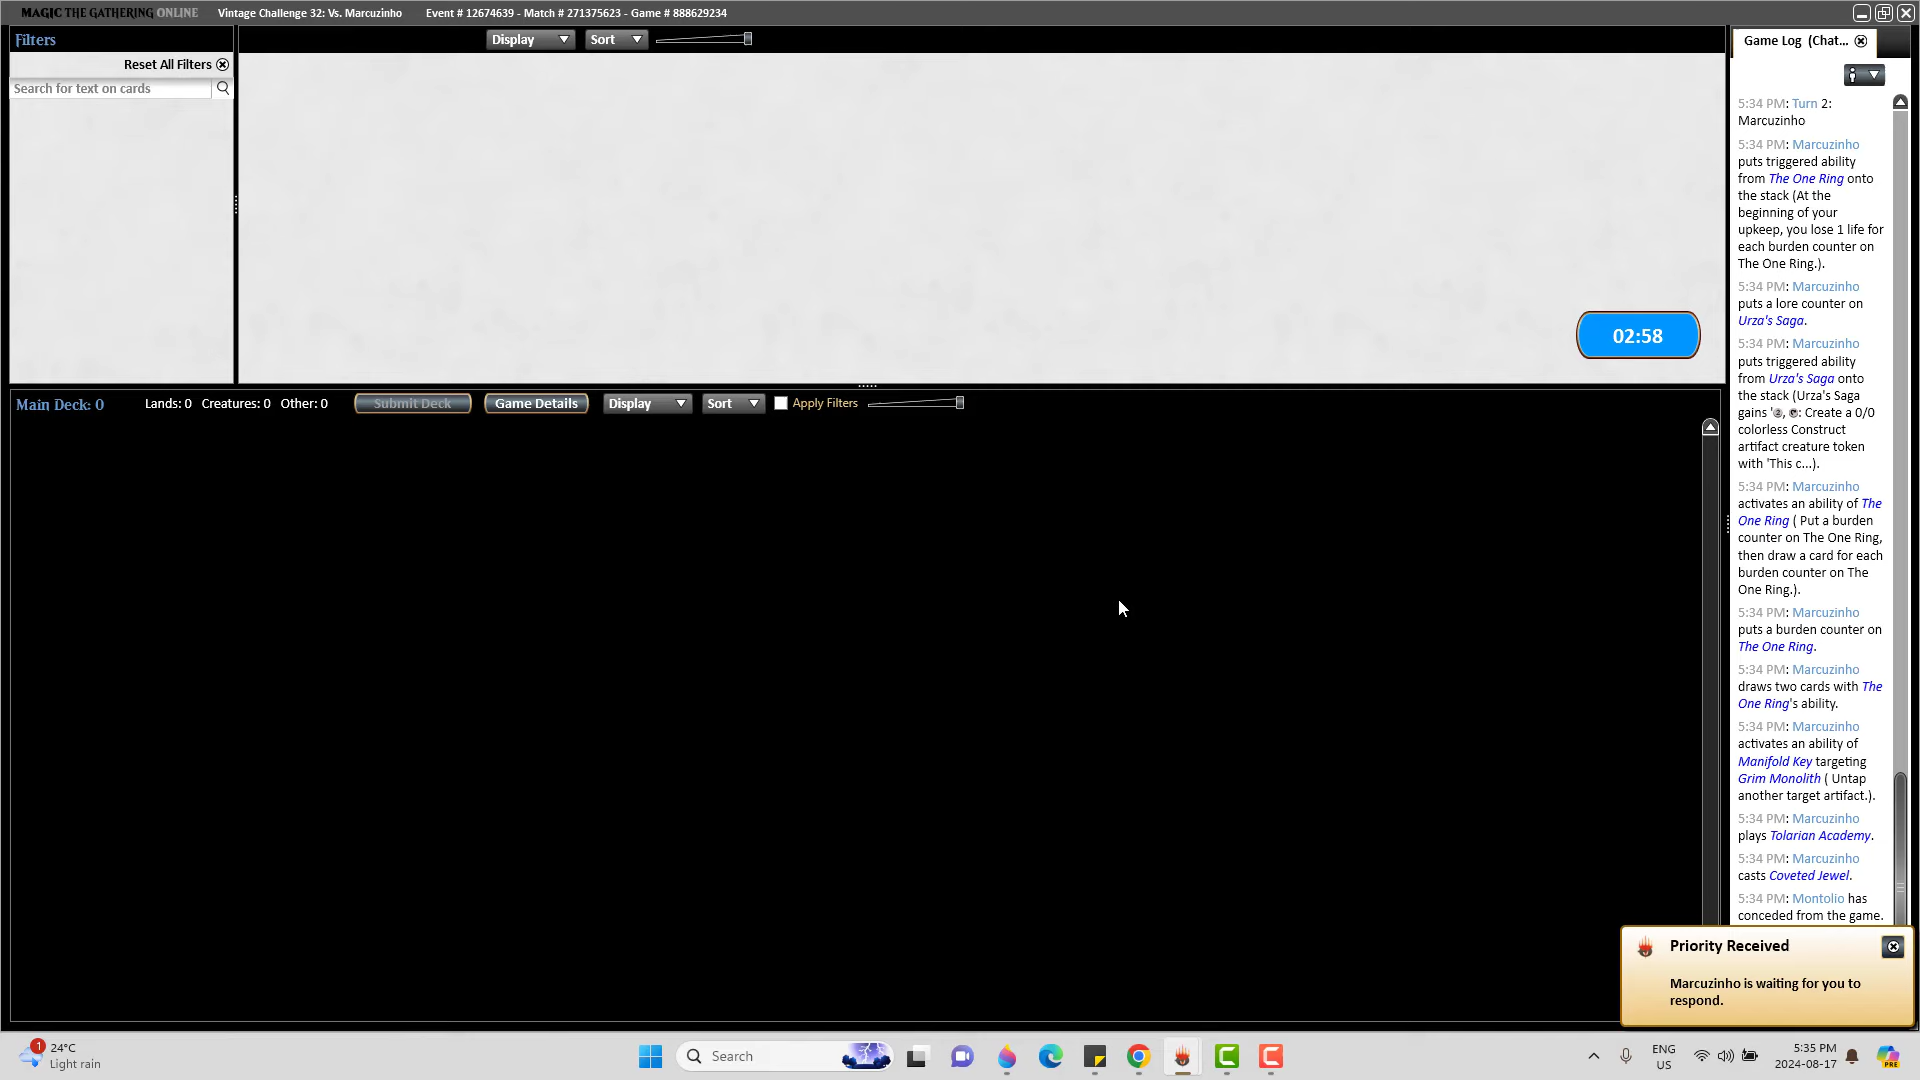 MAGIC THE GATHERING ONLINE Vintage Challenge 32: Vs. Marcuzinho Event # 12674639 - Match # 271375623 - Game # 888629234
Filters
Reset All Filters
Search for text on cards
Display Sort
02:58
Main Deck: 0 Lands: 0 Creatures: 0 Other: 0 Submit Deck Game Details Display Sort Apply Filters
Game Log (Chat...
5:34 PM: Turn 2:
Marcuzinho
5:34 PM: Marcuzinho
puts triggered ability
from The One Ring onto
the stack (At the
beginning of your
upkeep, you lose 1 life for
each burden counter on
The One Ring.).
5:34 PM: Marcuzinho
puts a lore counter on
Urza's Saga.
5:34 PM: Marcuzinho
puts triggered ability
from Urza's Saga onto
the stack (Urza's Saga
gains '2, : Create a 0/0
colorless Construct
artifact creature token
with 'This c...).
5:34 PM: Marcuzinho
activates an ability of The
One Ring ( Put a burden
counter on The One Ring,
then draw a card for each
burden counter on The
One Ring.).
5:34 PM: Marcuzinho
puts a burden counter on
The One Ring.
5:34 PM: Marcuzinho
draws two cards with The
One Ring's ability.
5:34 PM: Marcuzinho
activates an ability of
Manifold Key targeting
Grim Monolith ( Untap
another target artifact.).
5:34 PM: Marcuzinho
plays Tolarian Academy.
5:34 PM: Marcuzinho
casts Coveted Jewel.
5:34 PM: Montolio has
conceded from the game.
Priority Received
Marcuzinho is waiting for you to
respond.
1
24°C
Light rain
Search
ENG
US
5:35 PM
2024-08-17
PRE